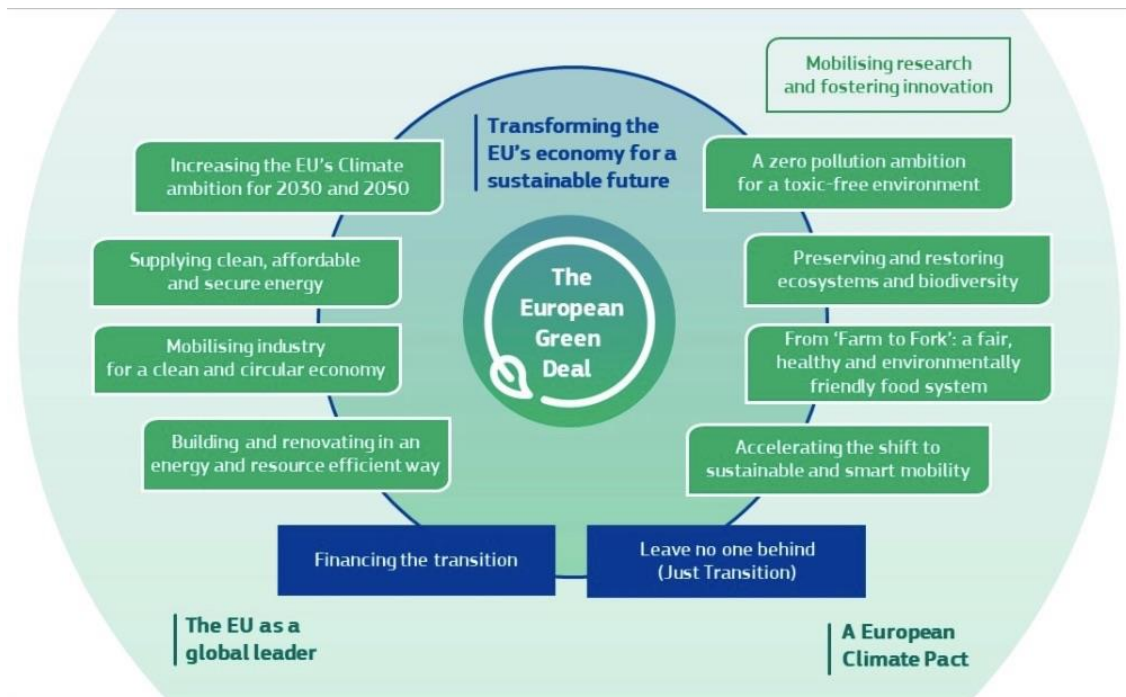 Mobilising research
and fostering innovation
Transforming the
EU's economy for a
sustainable future
Increasing the EU's Climate
ambition for 2030 and 2050
A zero pollution ambition
for a toxic-free environment
Supplying clean, affordable
and secure energy
The
European
Green
Deal
Preserving and restoring
ecosystems and biodiversity
Mobilising industry
for a clean and circular economy
From ‘Farm to Fork’: a fair,
healthy and environmentally
friendly food system
Building and renovating in an
energy and resource efficient way
Accelerating the shift to
sustainable and smart mobility
Financing the transition
Leave no one behind
(Just Transition)
The EU as a
global leader
A European
Climate Pact